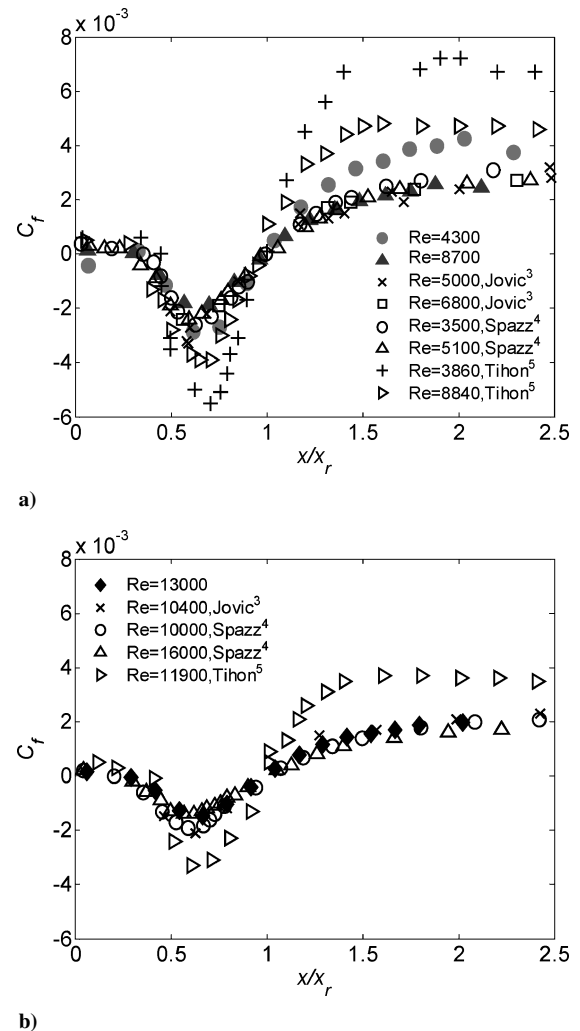 x 10⁻³
8
6
4
2
0
-2
-4
-6
C_f
0 0.5 1 1.5 2 2.5
x/x_r
Re=4300
Re=8700
Re=5000,Jovic³
Re=6800,Jovic³
Re=3500,Spazz⁴
Re=5100,Spazz⁴
Re=3860,Tihon⁵
Re=8840,Tihon⁵
a)
x 10⁻³
8
6
4
2
0
-2
-4
-6
C_f
Re=13000
Re=10400,Jovic³
Re=10000,Spazz⁴
Re=16000,Spazz⁴
Re=11900,Tihon⁵
0 0.5 1 1.5 2 2.5
x/x_r
b)